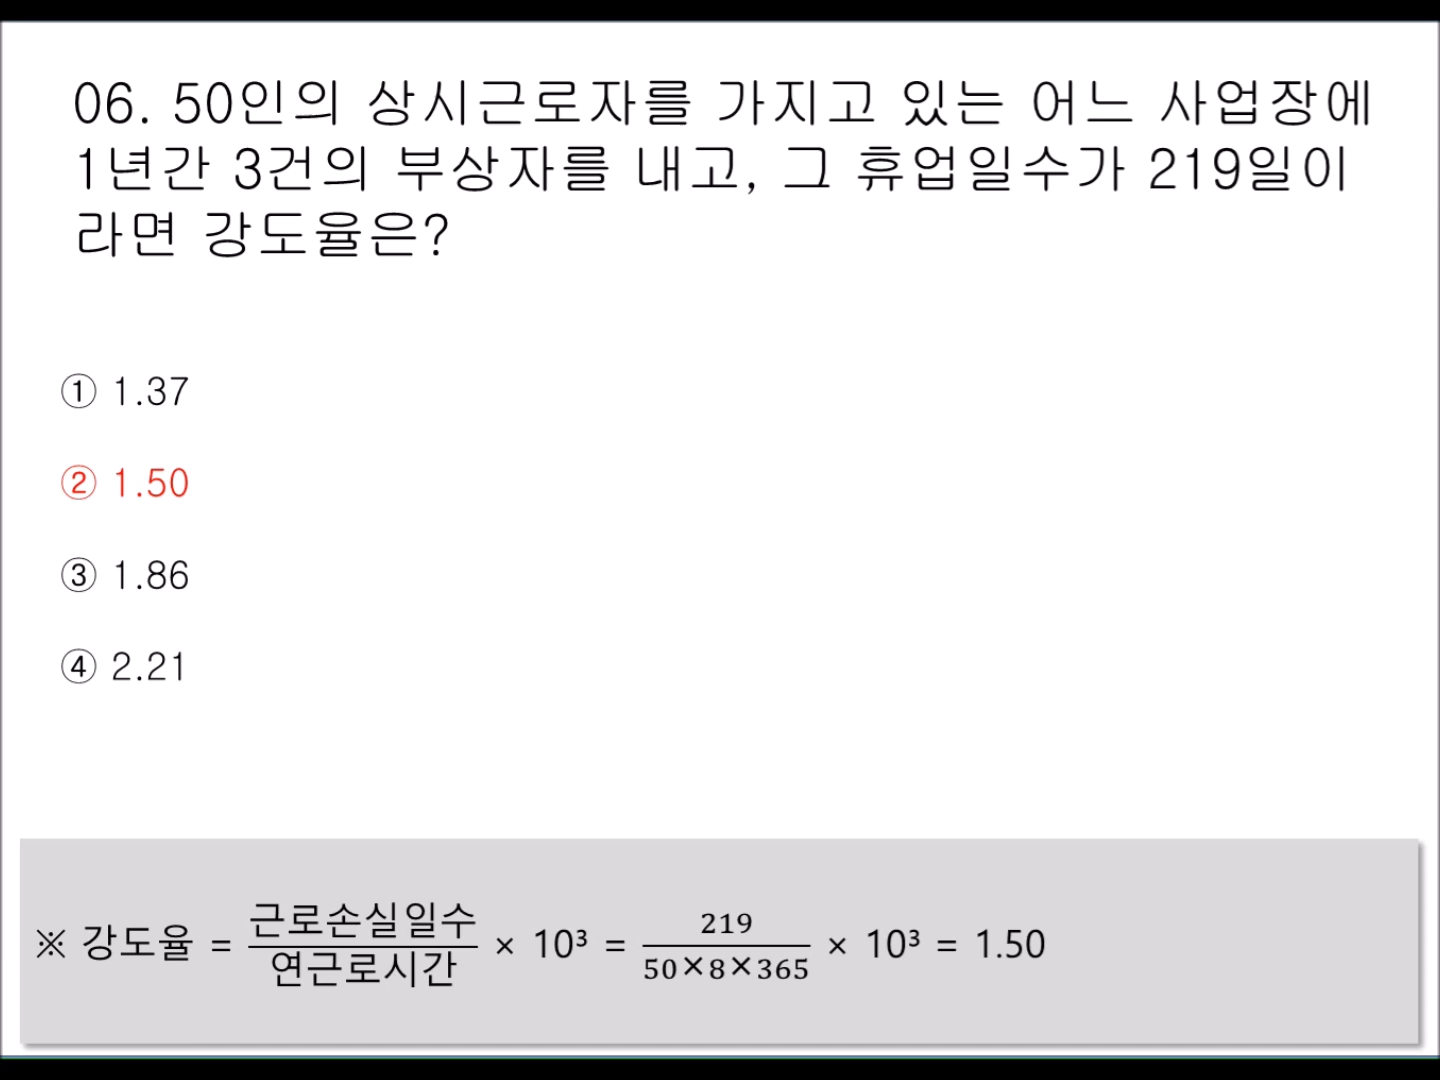 06. 50인의 상시근로자를 가지고 있는 어느 사업장에
1년간 3건의 부상자를 내고, 그 휴업일수가 219일이
라면 강도율은?
① 1.37
② 1.50
③ 1.86
④ 2.21
※ 강도율 = 근로손실일수/연근로시간 × 10³ = 219/50×8×365 × 10³ = 1.50